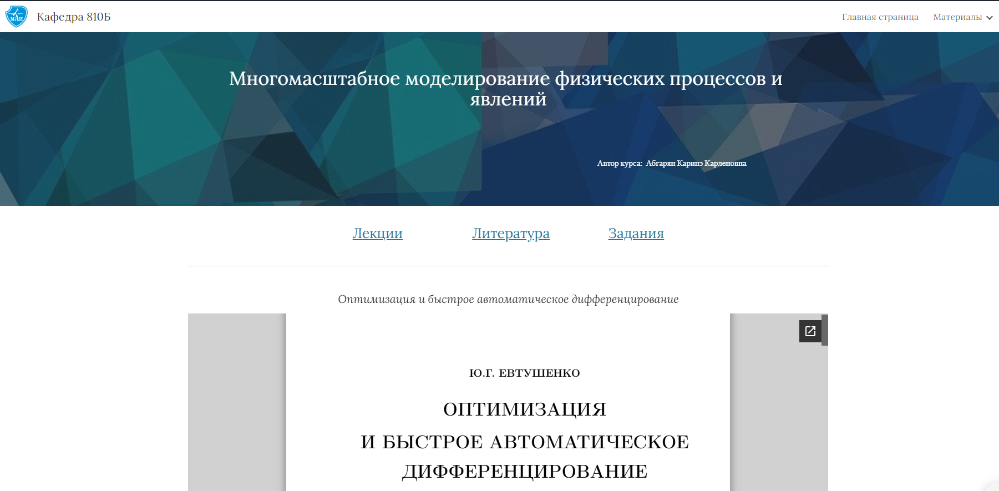 МАИ
Кафедра 810Б
Главная страница
Материалы
Многомасштабное моделирование физических процессов и
явлений
Автор курса: Абгарян Каринэ Карленовна
Лекции
Литература
Задания
Оптимизация и быстрое автоматическое дифференцирование
Ю.Г. ЕВТУШЕНКО
ОПТИМИЗАЦИЯ
И БЫСТРОЕ АВТОМАТИЧЕСКОЕ
ДИФФЕРЕНЦИРОВАНИЕ